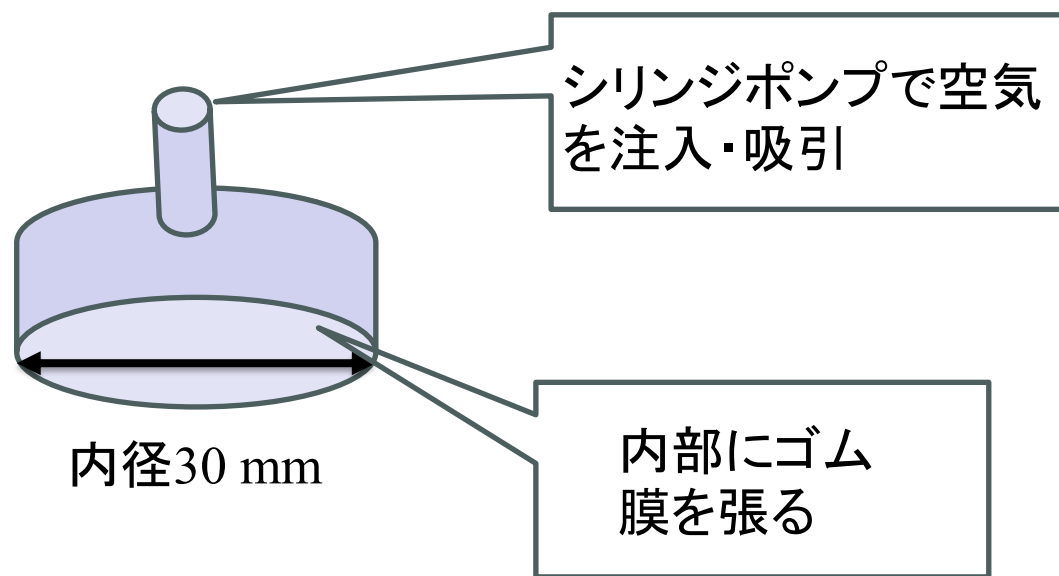 シリンジポンプで空気
を注入・吸引
内径30 mm
内部にゴム
膜を張る